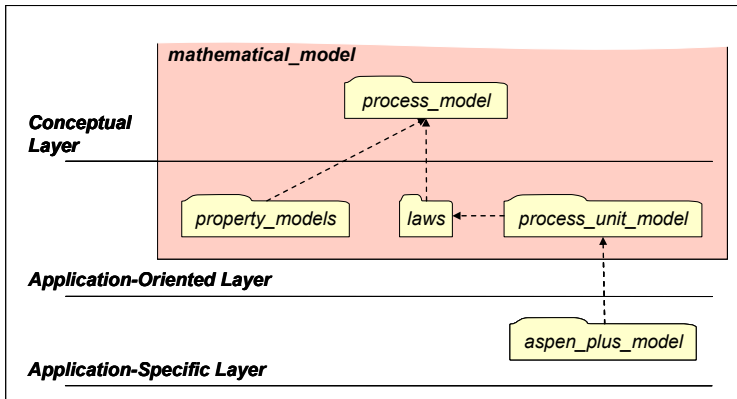 mathematical_model
process_model
Conceptual
Layer
property_models
laws
process_unit_model
Application-Oriented Layer
aspen_plus_model
Application-Specific Layer